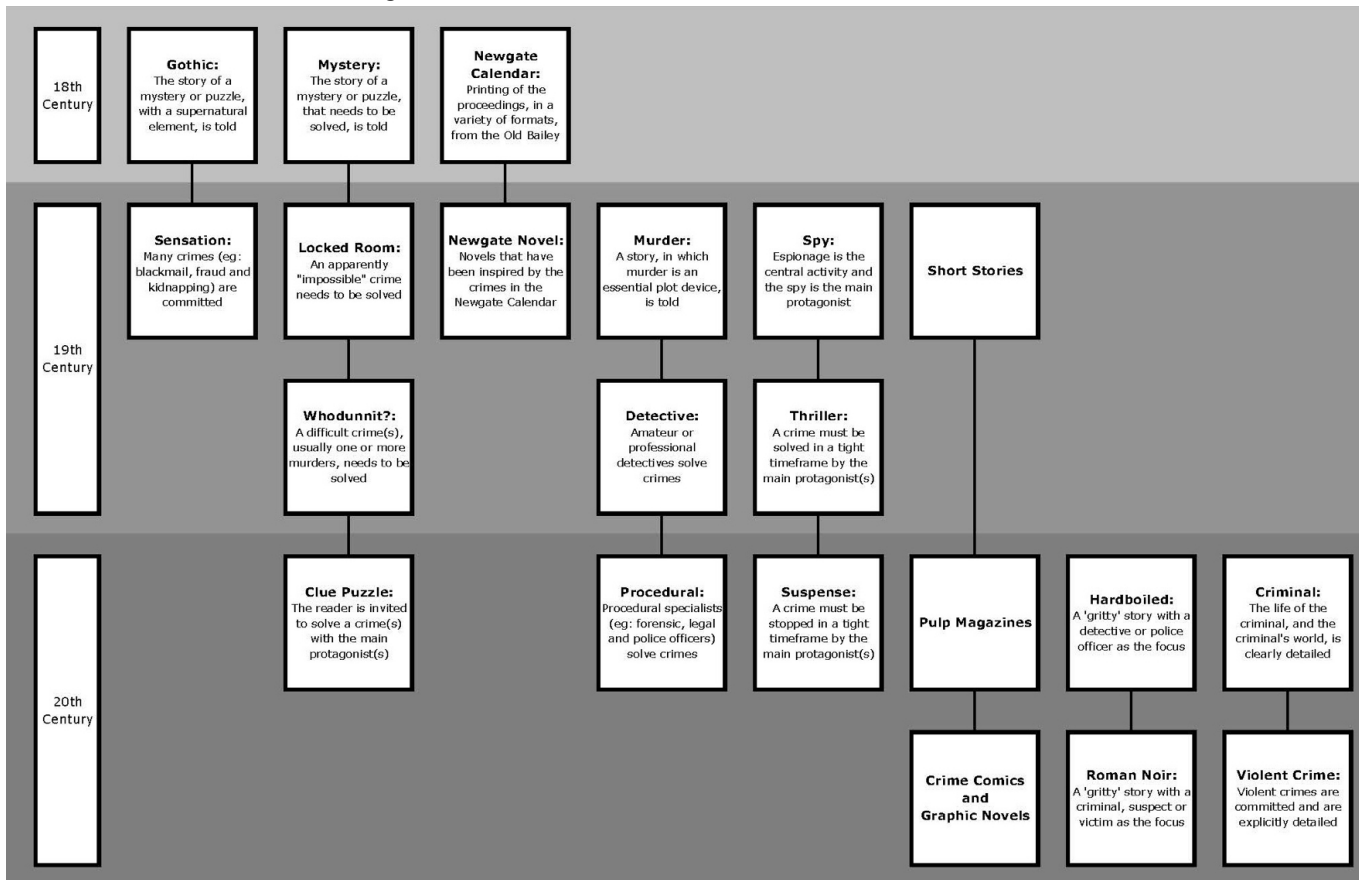 18th
Century
Gothic:
The story of a
mystery or puzzle,
with a supernatural
element, is told
Mystery:
The story of a
mystery or puzzle,
that needs to be
solved, is told
Newgate
Calendar:
Printing of the
proceedings, in a
variety of formats,
from the Old Bailey
19th
Century
Sensation:
Many crimes (eg:
blackmail, fraud and
kidnapping) are
committed
Locked Room:
An apparently
"impossible" crime
needs to be solved
Newgate Novel:
Novels that have
been inspired by the
crimes in the
Newgate Calendar
Murder:
A story, in which
murder is an
essential plot device,
is told
Spy:
Espionage is the
central activity and
the spy is the main
protagonist
Short Stories
Whodunnit?:
A difficult crime(s),
usually one or more
murders, needs to be
solved
Detective:
Amateur or
professional
detectives solve
crimes
Thriller:
A crime must be
solved in a tight
timeframe by the
main protagonist(s)
20th
Century
Clue Puzzle:
The reader is invited
to solve a crime(s)
with the main
protagonist(s)
Procedural:
Procedural specialists
(eg: forensic, legal
and police officers)
solve crimes
Suspense:
A crime must be
stopped in a tight
timeframe by the
main protagonist(s)
Pulp Magazines
Hardboiled:
A 'gritty' story with a
detective or police
officer as the focus
Criminal:
The life of the
criminal, and the
criminal's world, is
clearly detailed
Crime Comics
and
Graphic Novels
Roman Noir:
A 'gritty' story with a
criminal, suspect or
victim as the focus
Violent Crime:
Violent crimes are
committed and are
explicitly detailed